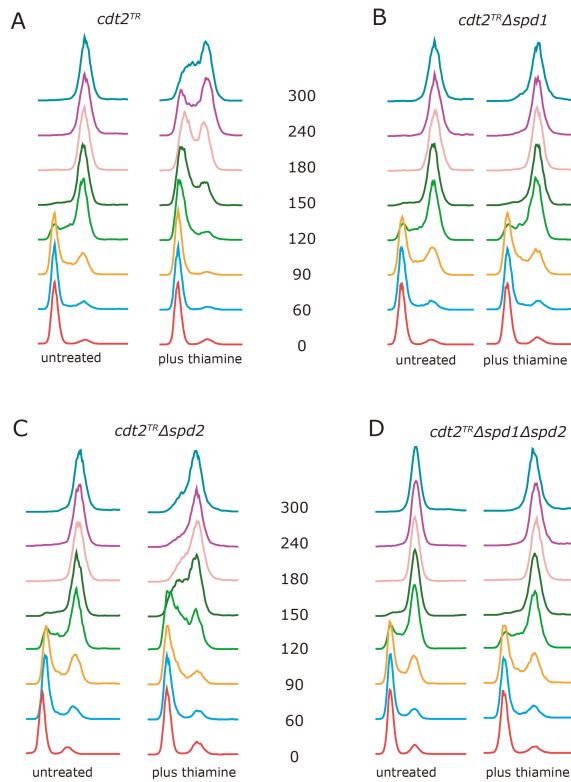 A
cdt2TR
300
240
180
150
120
90
60
0
untreated
plus thiamine
B
cdt2TRΔspd1
untreated
plus thiamine
C
cdt2TRΔspd2
300
240
180
150
120
90
60
0
untreated
plus thiamine
D
cdt2TRΔspd1Δspd2
untreated
plus thiamine